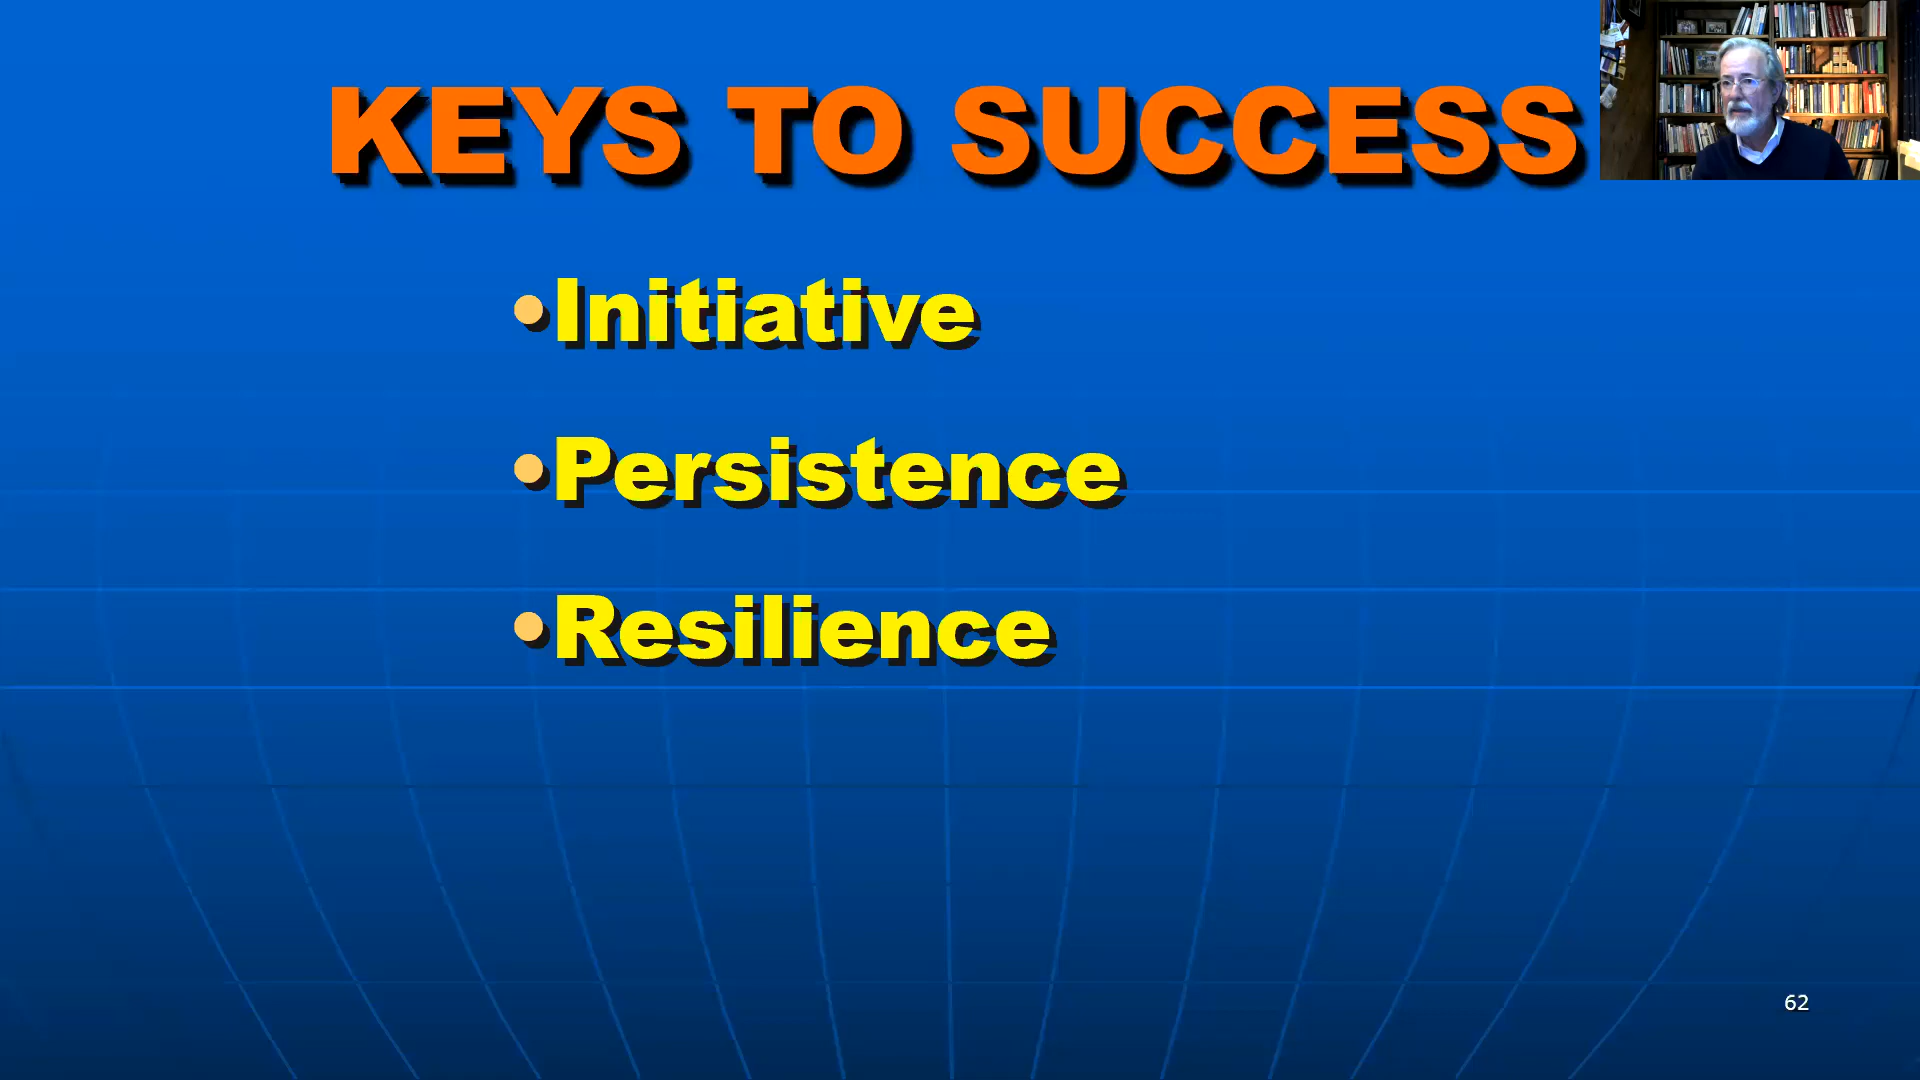 KEYS TO SUCCESS
•Initiative
•Persistence
•Resilience
62